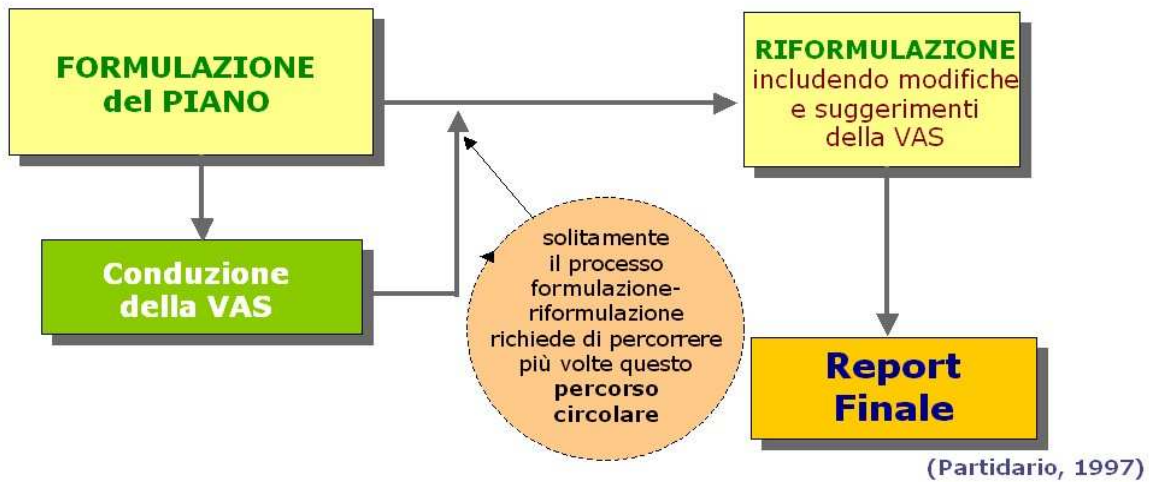 FORMULAZIONE
del PIANO
RIFORMULAZIONE
includendo modifiche
e suggerimenti
della VAS
Conduzione
della VAS
solitamente
il processo
formulazione-
riformulazione
richiede di percorrere
più volte questo
percorso
circolare
Report
Finale
(Partidario, 1997)